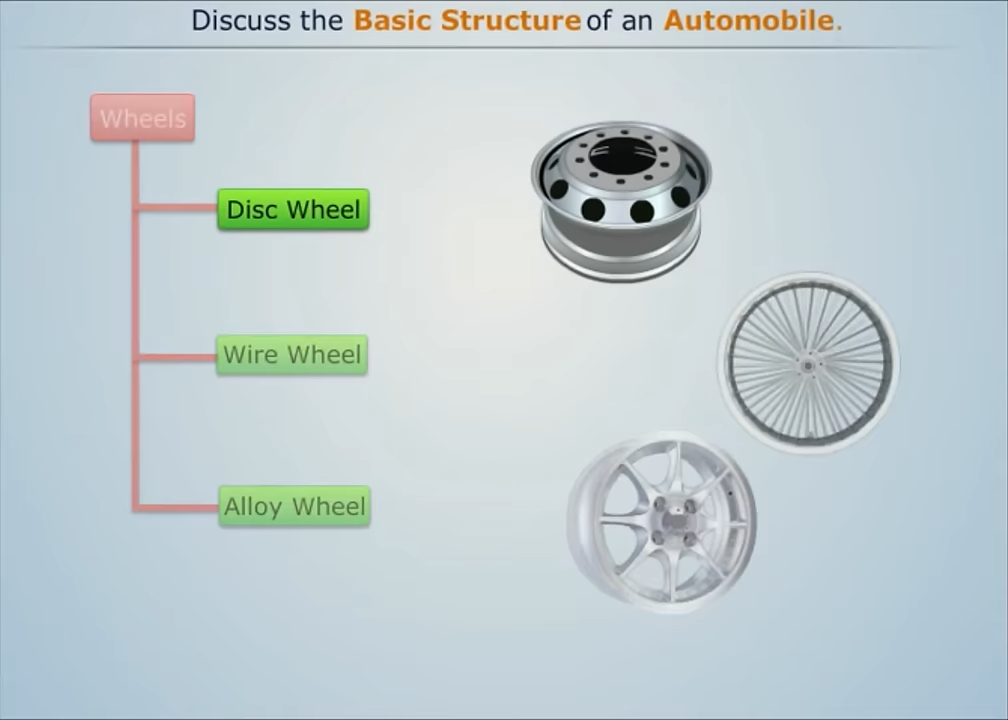 Discuss the Basic Structure of an Automobile.
Wheels
Disc Wheel
Wire Wheel
Alloy Wheel